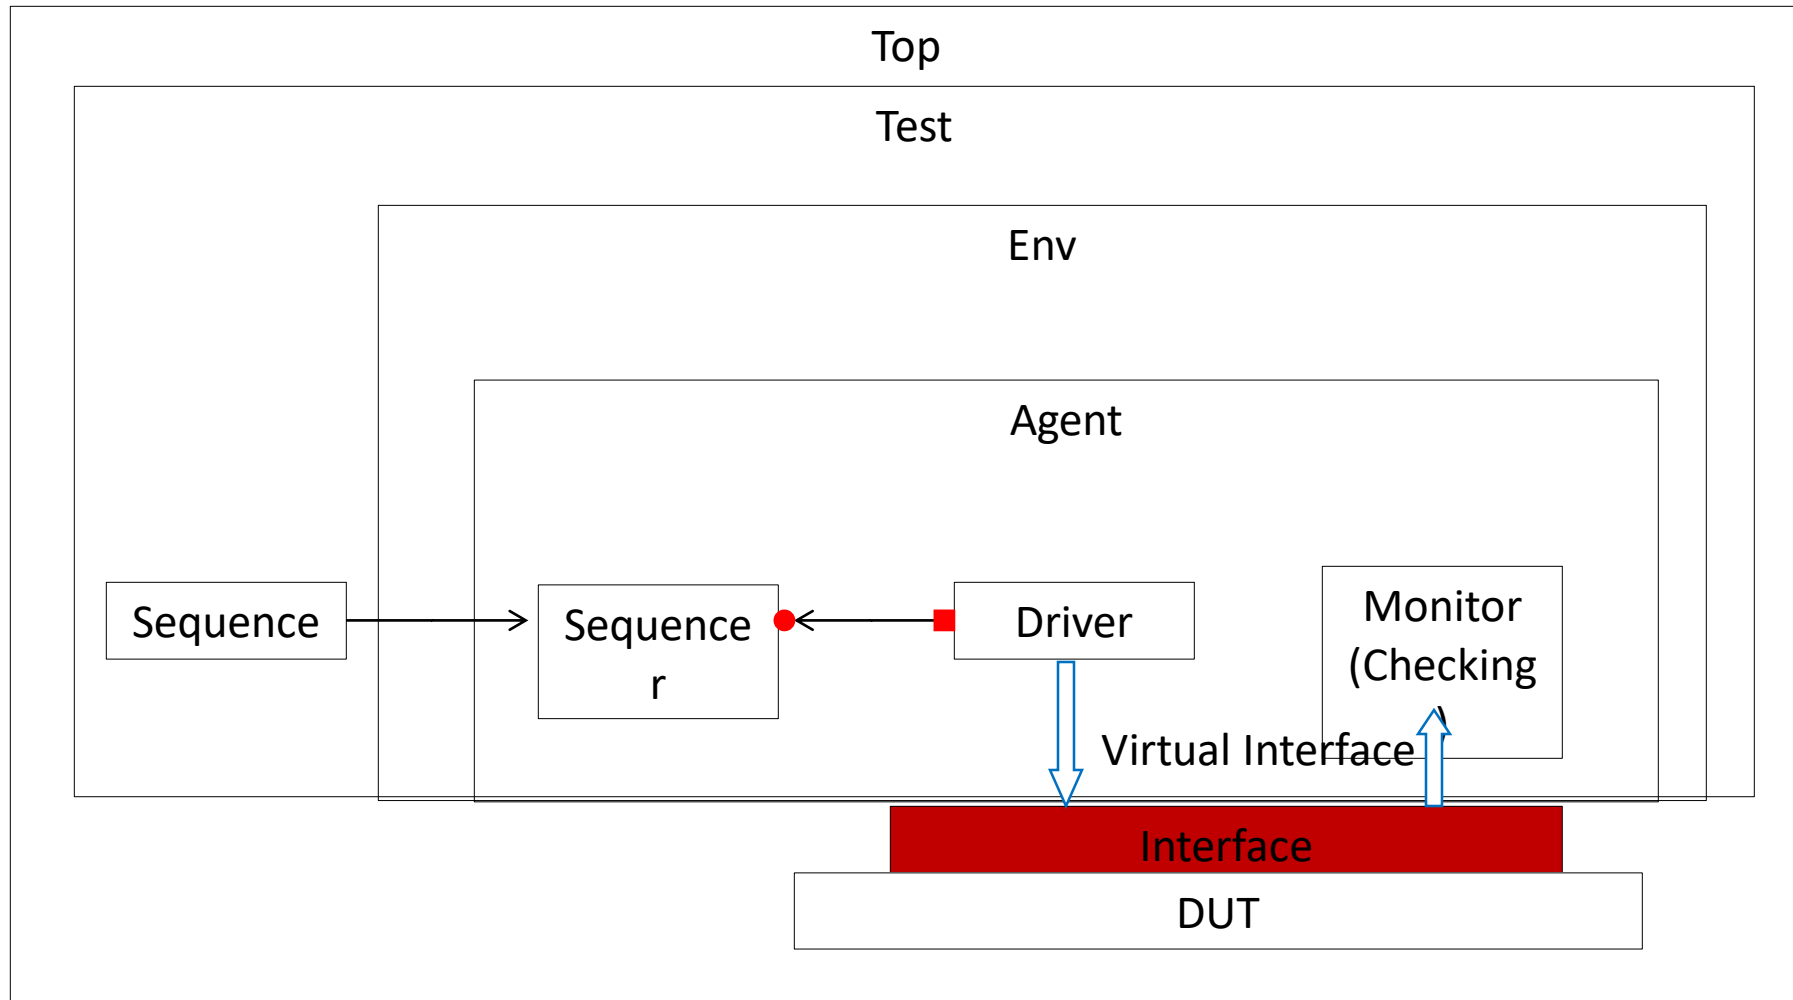 Top
Test
Env
Agent
Sequence
Sequence
r
Driver
Monitor
(Checking
)
Virtual Interface
Interface
DUT